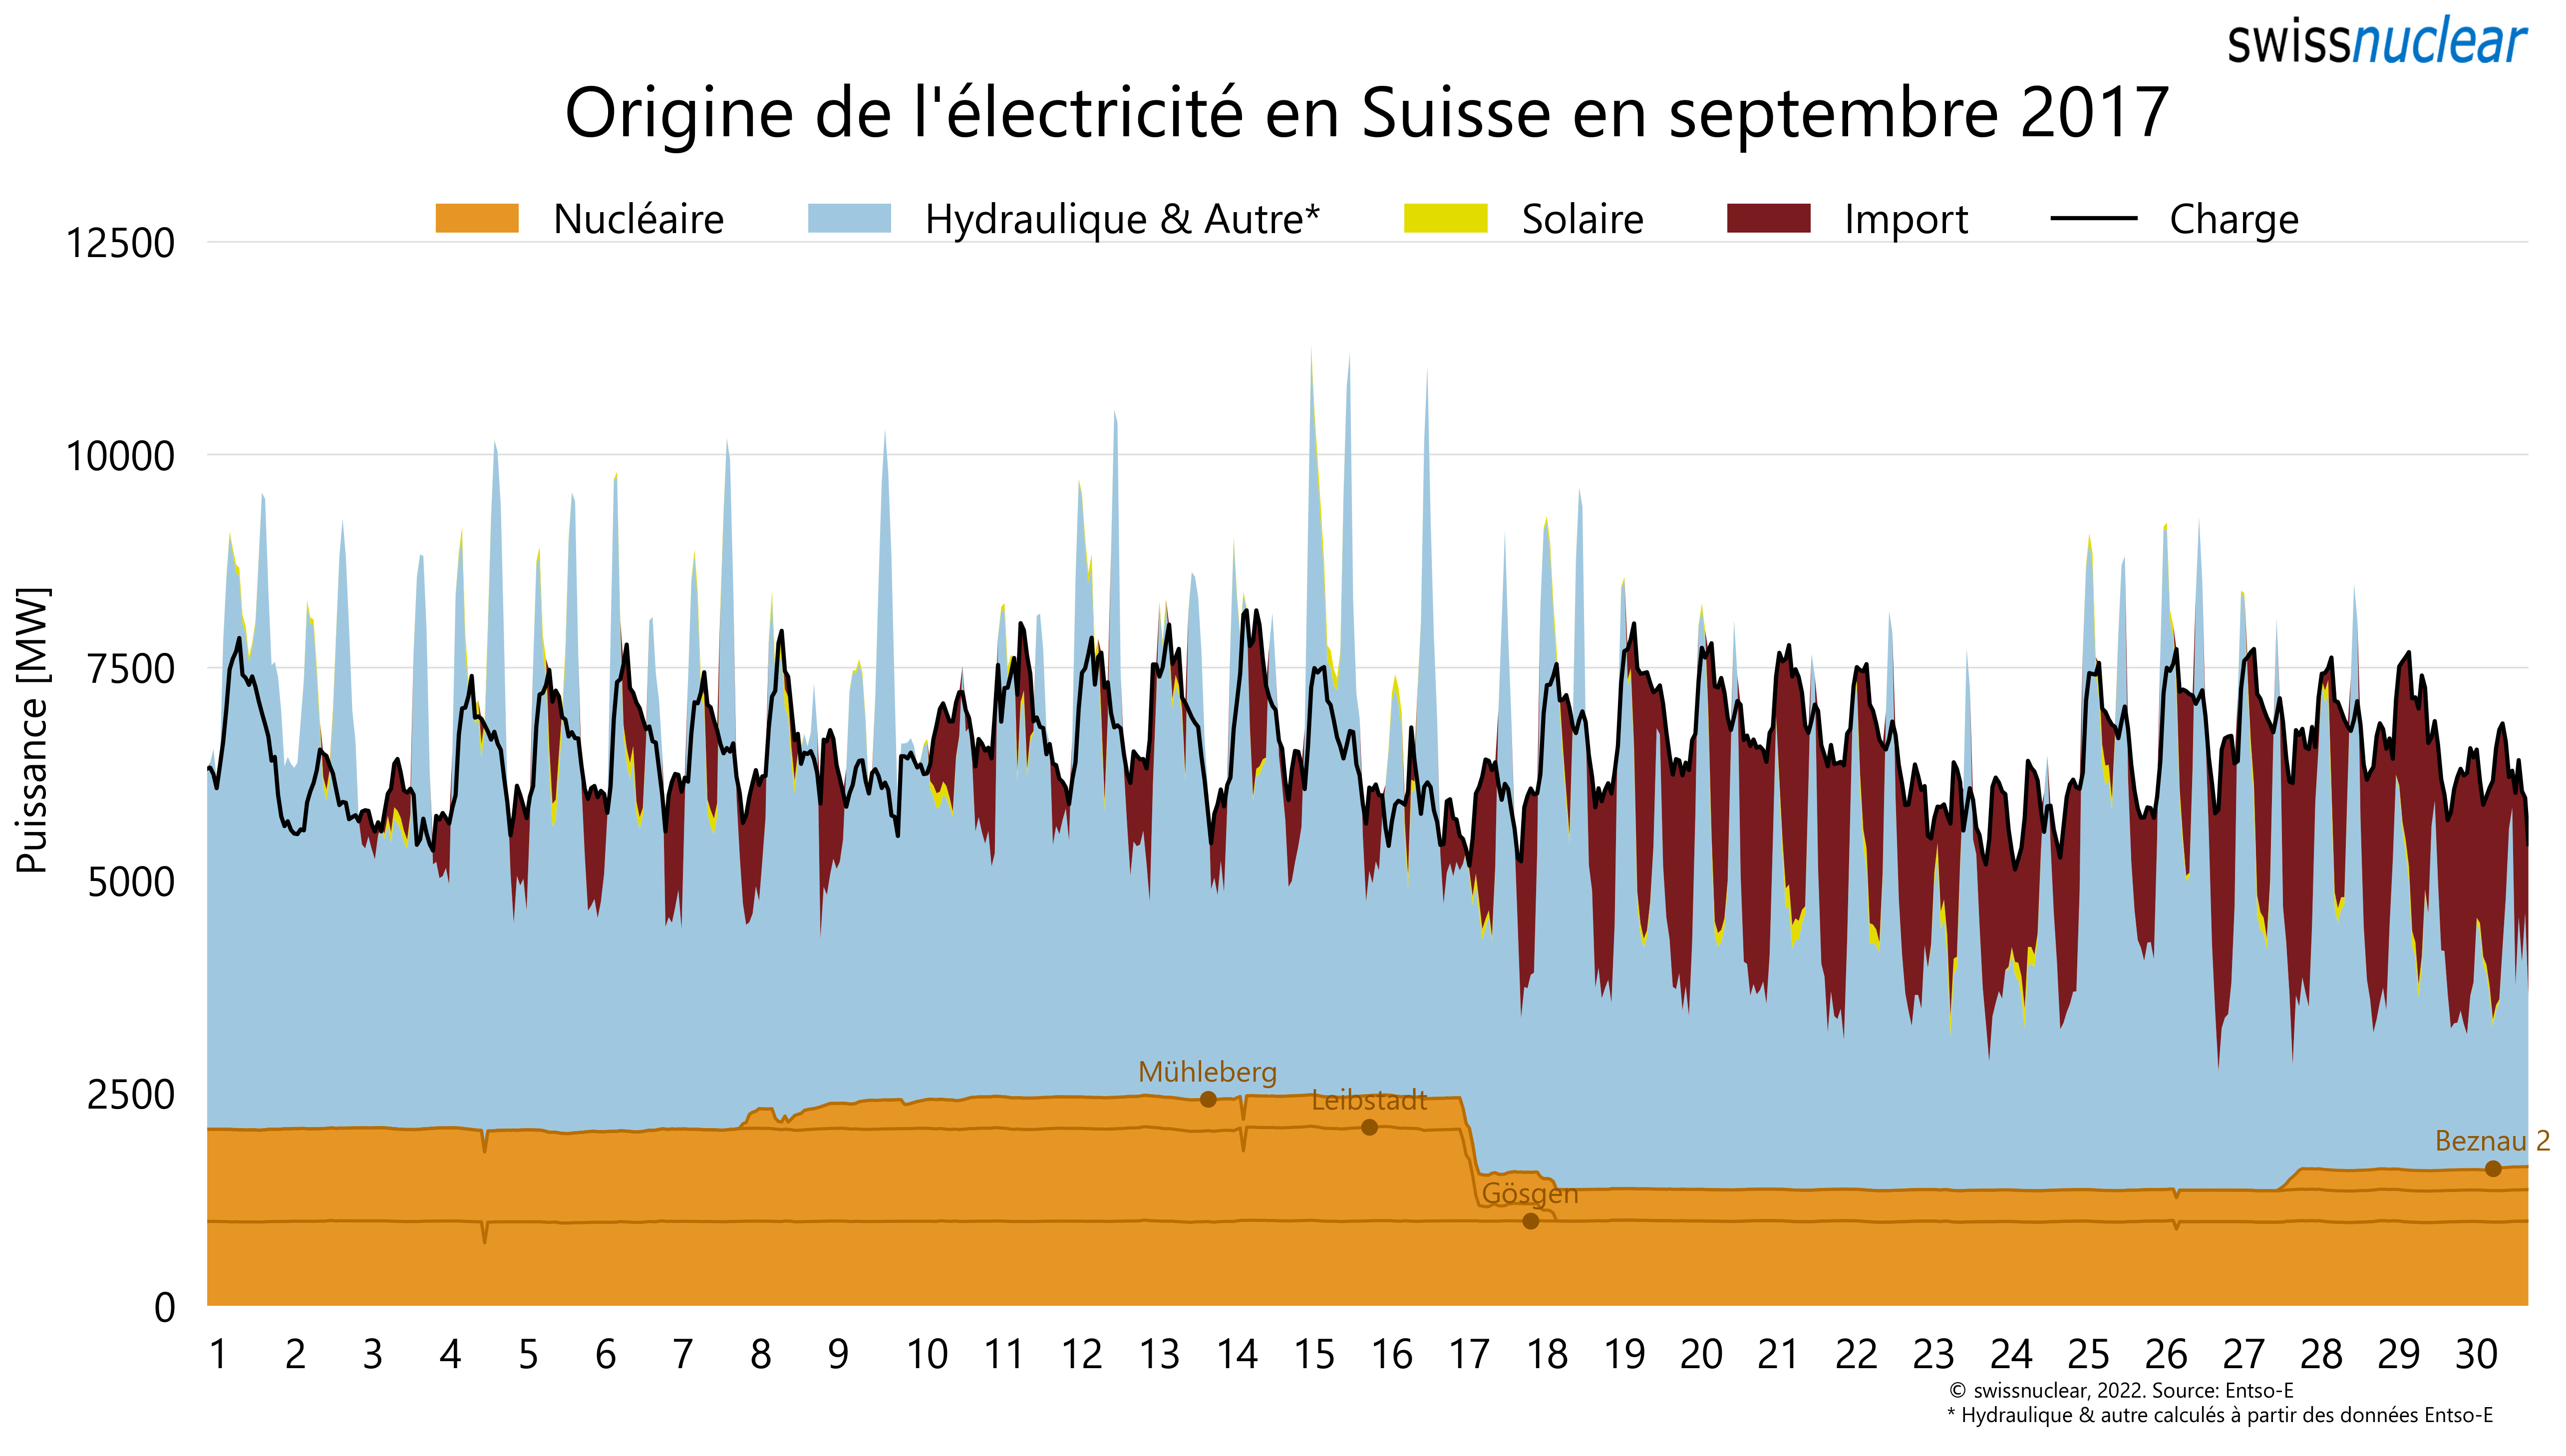 swissnuclear
Origine de l'électricité en Suisse en septembre 2017
Nucléaire Hydraulique & Autre* Solaire Import Charge
12500
10000
7500
5000
2500
0
Puissance [MW]
Mühleberg
Leibstadt
Beznau 2
Gösgen
1 2 3 4 5 6 7 8 9 10 11 12 13 14 15 16 17 18 19 20 21 22 23 24 25 26 27 28 29 30
© swissnuclear, 2022. Source: Entso-E
* Hydraulique & autre calculés à partir des données Entso-E